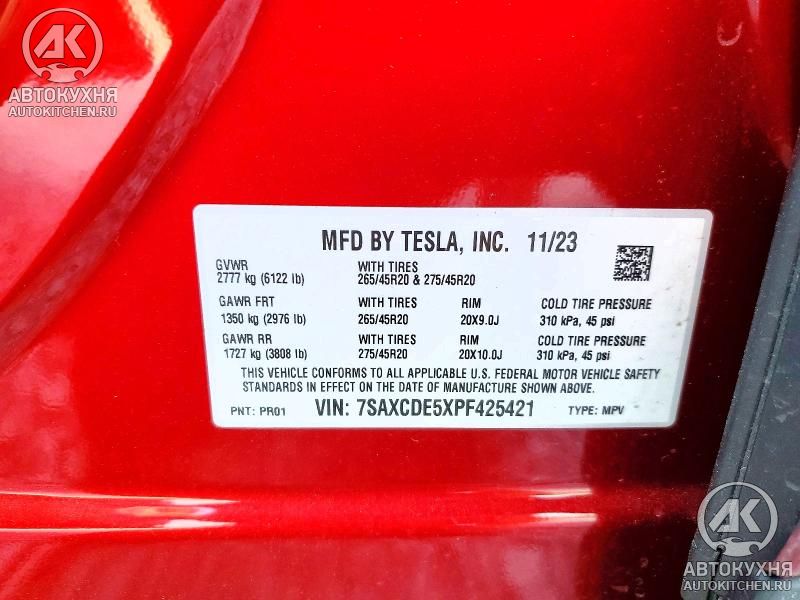 АК
АВТОКУХНЯ
AUTOKITCHEN.RU
MFD BY TESLA, INC. 11/23
GVWR WITH TIRES
2777 kg (6122 lb) 265/45R20 & 275/45R20
GAWR FRT WITH TIRES RIM COLD TIRE PRESSURE
1350 kg (2976 lb) 265/45R20 20X9.0J 310 kPa, 45 psi
GAWR RR WITH TIRES RIM COLD TIRE PRESSURE
1727 kg (3808 lb) 275/45R20 20X10.0J 310 kPa, 45 psi
THIS VEHICLE CONFORMS TO ALL APPLICABLE U.S. FEDERAL MOTOR VEHICLE SAFETY
STANDARDS IN EFFECT ON THE DATE OF MANUFACTURE SHOWN ABOVE.
PNT: PR01 VIN: 7SAXCDE5XPF425421 TYPE: MPV
АК
АВТОКУХНЯ
AUTOKITCHEN.RU